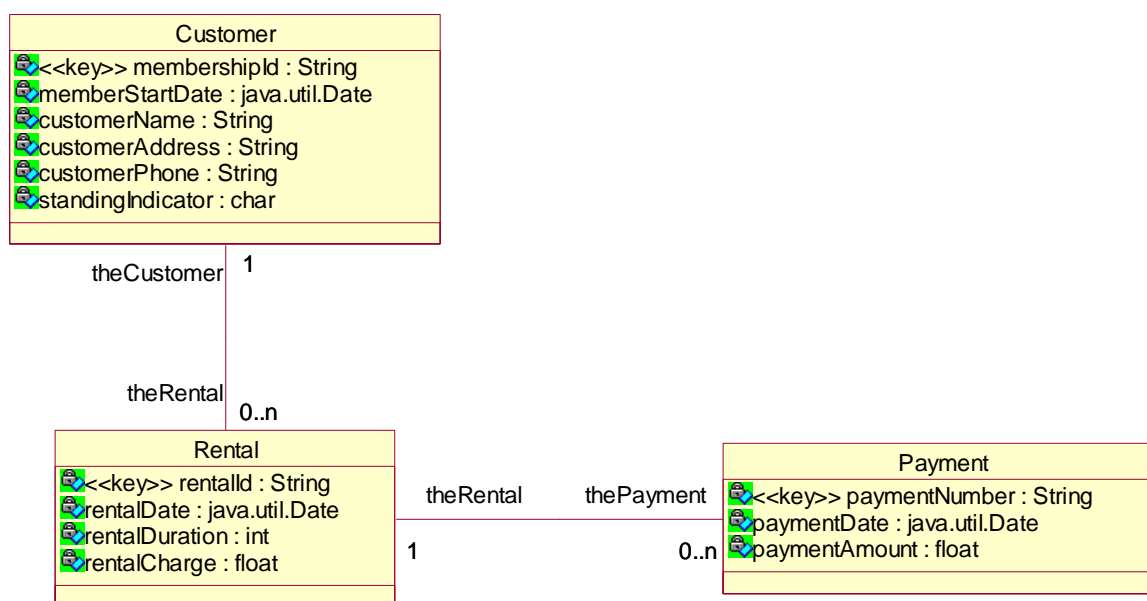 Customer
<<key>> membershipId : String
memberStartDate : java.util.Date
customerName : String
customerAddress : String
customerPhone : String
standingIndicator : char
theCustomer
1
theRental
0..n
Rental
<<key>> rentalId : String
rentalDate : java.util.Date
rentalDuration : int
rentalCharge : float
theRental
1
thePayment
0..n
Payment
<<key>> paymentNumber : String
paymentDate : java.util.Date
paymentAmount : float